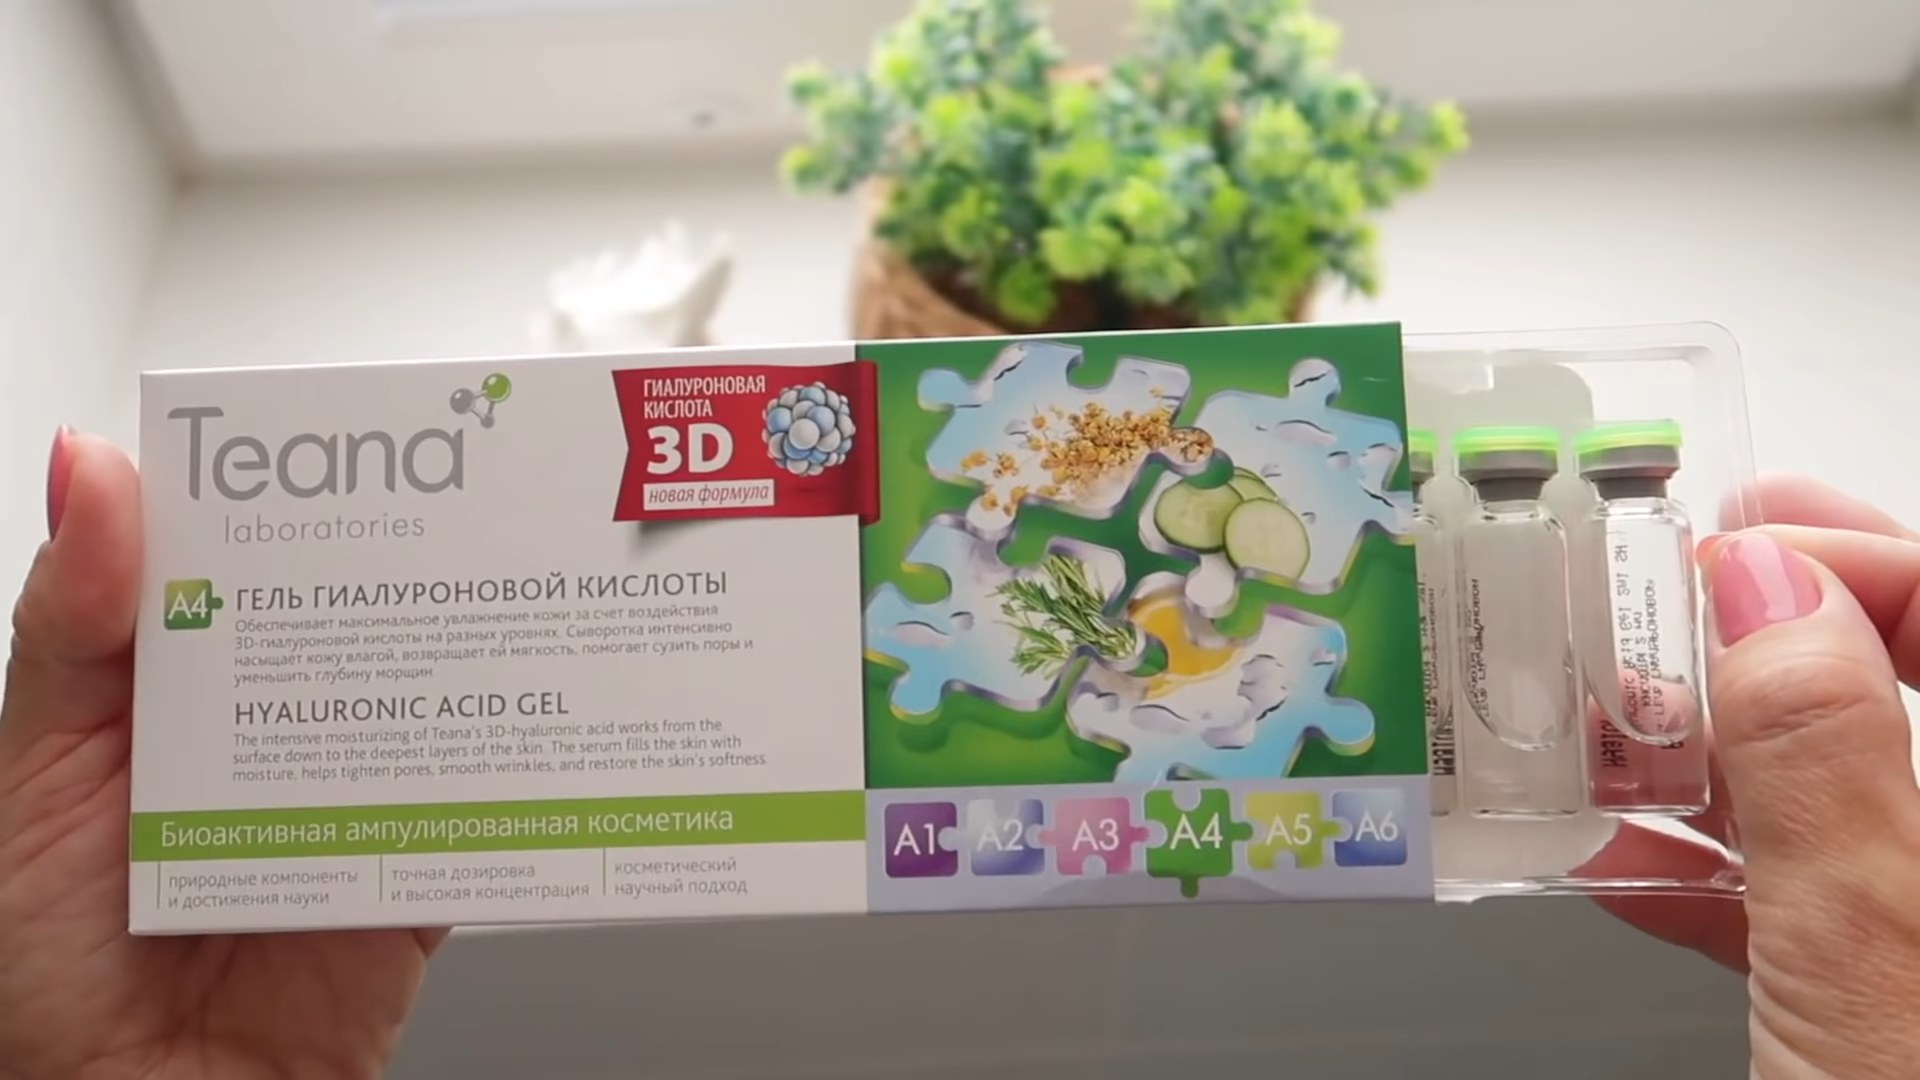 Teana
laboratories
ГИАЛУРОНОВАЯ
КИСЛОТА
3D
новая формула
A4
ГЕЛЬ ГИАЛУРОНОВОЙ КИСЛОТЫ
Обеспечивает максимальное увлажнение кожи за счет воздействия
3D-гиалуроновой кислоты на разных уровнях. Сыворотка интенсивно
насыщает кожу влагой, возвращает ей мягкость, помогает сузить поры и
уменьшить глубину морщин
HYALURONIC ACID GEL
The intensive moisturizing of Teana's 3D-hyaluronic acid works from the
surface down to the deepest layers of the skin. The serum fills the skin with
moisture, helps tighten pores, smooth wrinkles, and restore the skin's softness
Биоактивная ампулированная косметика
природные компоненты
и достижения науки
точная дозировка
и высокая концентрация
косметический
научный подход
A1 A2 A3 A4 A5 A6